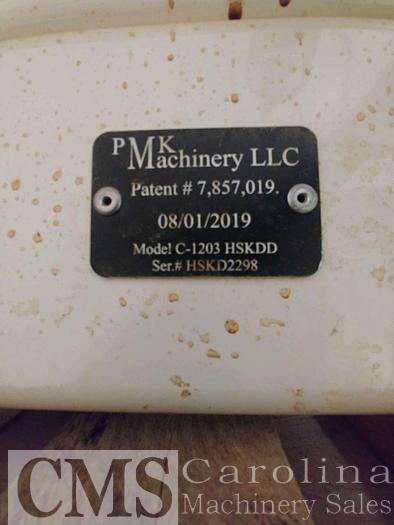 PMK Machinery LLC
Patent # 7,857,019.
08/01/2019
Model C-1203 HSKDD
Ser.# HSKD2298
CMS Carolina
Machinery Sales